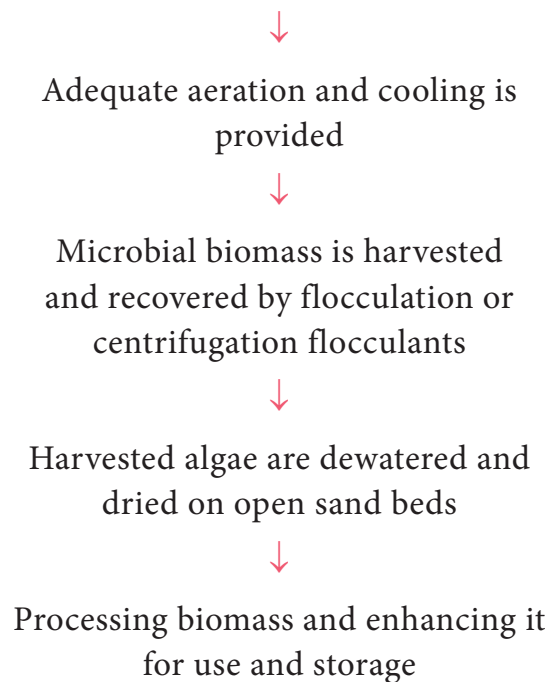 Adequate aeration and cooling is
provided
Microbial biomass is harvested
and recovered by flocculation or
centrifugation flocculants
Harvested algae are dewatered and
dried on open sand beds
Processing biomass and enhancing it
for use and storage